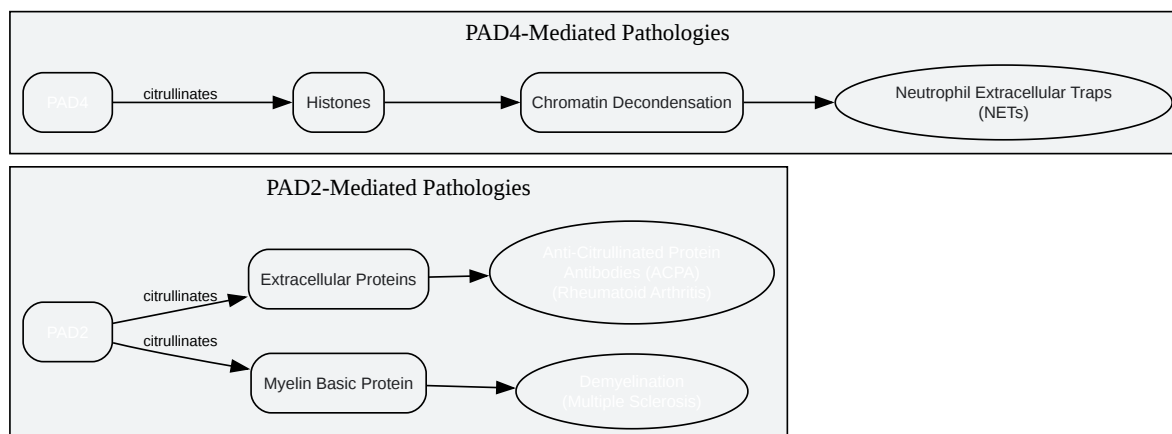 PAD4-Mediated Pathologies
PAD4
citrullinates
Histones
Chromatin Decondensation
Neutrophil Extracellular Traps
(NETs)
PAD2-Mediated Pathologies
PAD2
citrullinates
Extracellular Proteins
Anti-Citrullinated Protein
Antibodies (ACPA)
(Rheumatoid Arthritis)
citrullinates
Myelin Basic Protein
Demyelination
(Multiple Sclerosis)